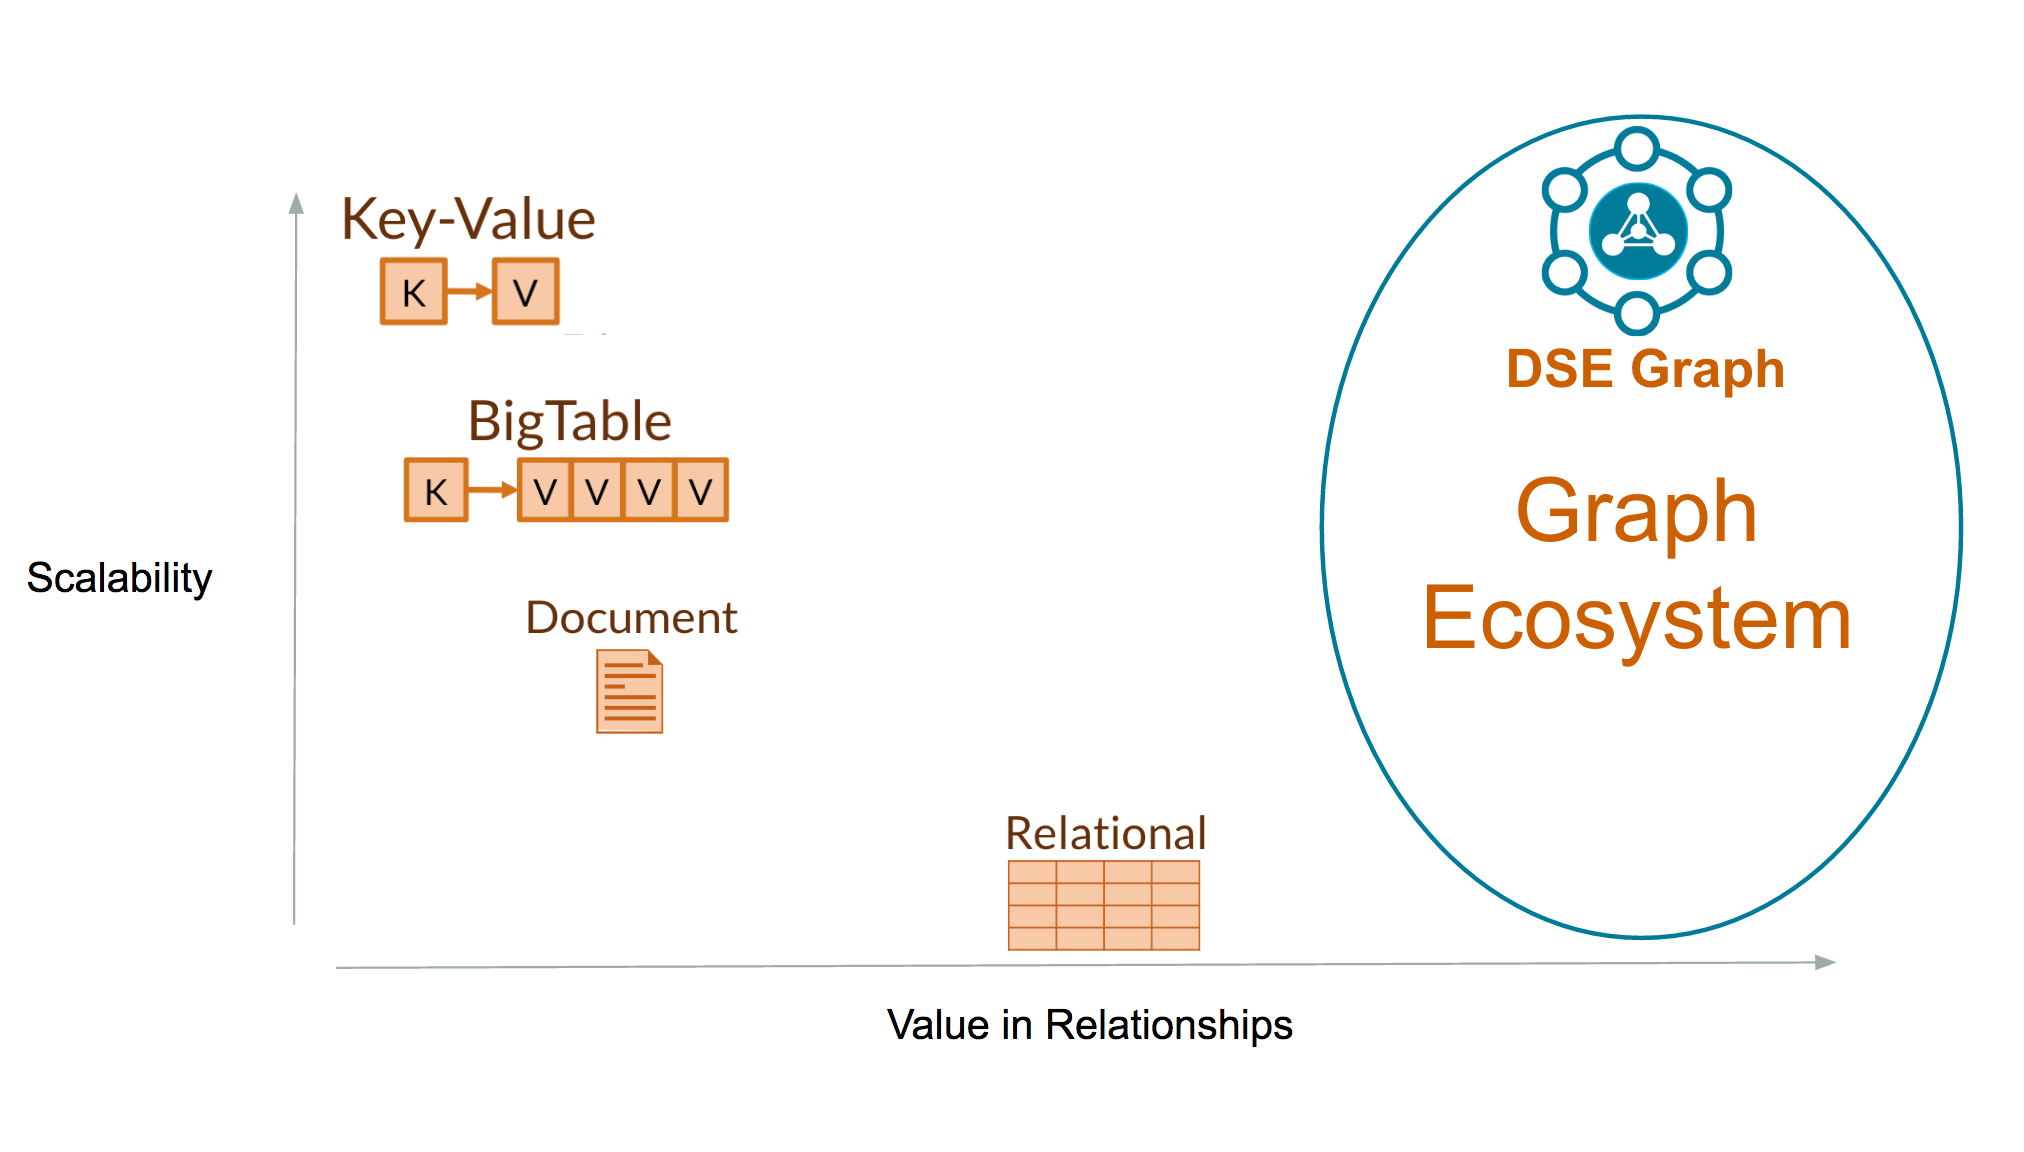 Key-Value
K
V
BigTable
K
V
V
V
V
Scalability
Document
Relational
Value in Relationships
DSE Graph
Graph
Ecosystem